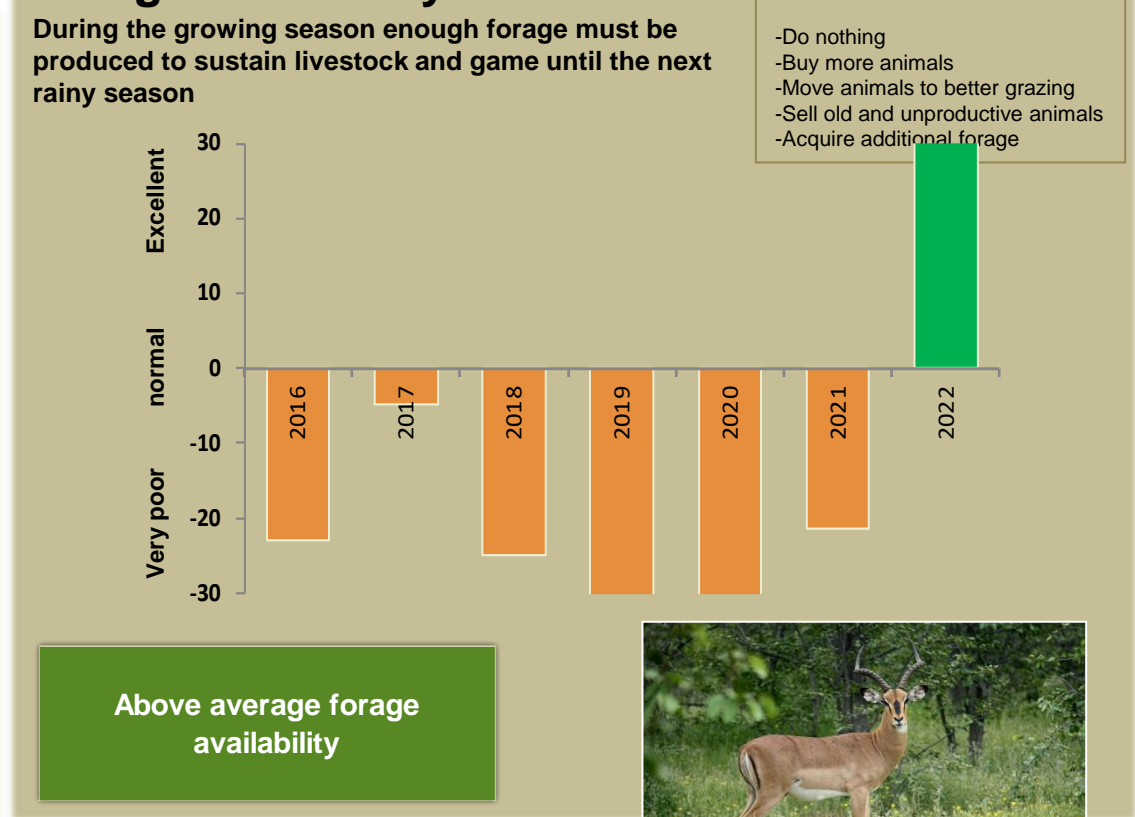 During the growing season enough forage must be
produced to sustain livestock and game until the next
rainy season
-Do nothing
-Buy more animals
-Move animals to better grazing
-Sell old and unproductive animals
-Acquire additional forage
Excellent
normal
Very poor
30
20
10
0
-10
-20
-30
2016
2017
2018
2019
2020
2021
2022
Above average forage
availability